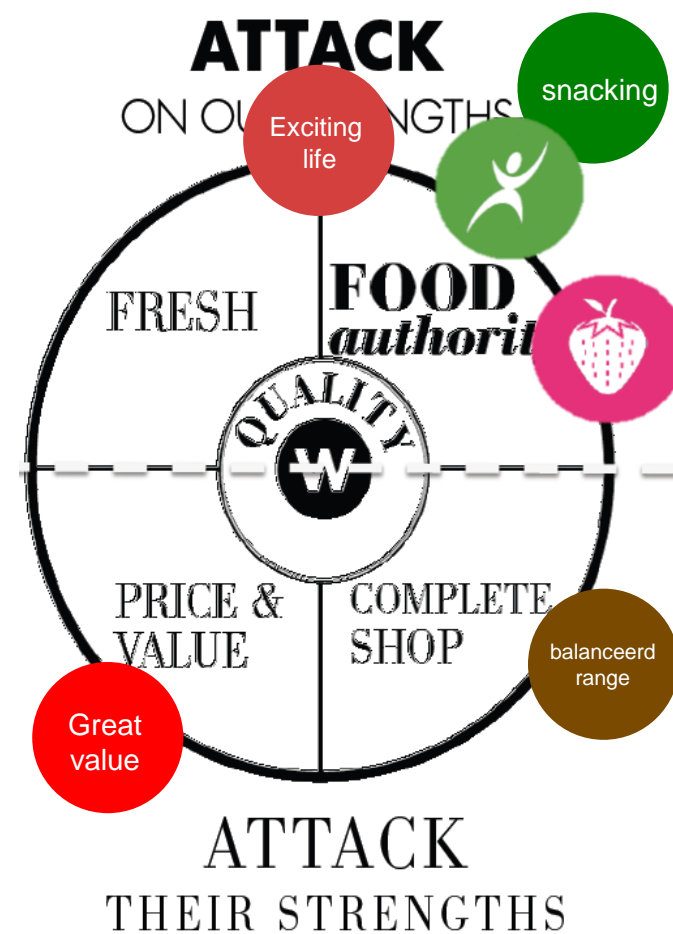 ATTACK
snacking
ON OU NGTHS
Exciting
life
FOOD
authorit
FRESH
QUALITY
W
PRICE &
VALUE
COMPLETE
SHOP
balanceerd
range
Great
value
ATTACK
THEIR STRENGTHS